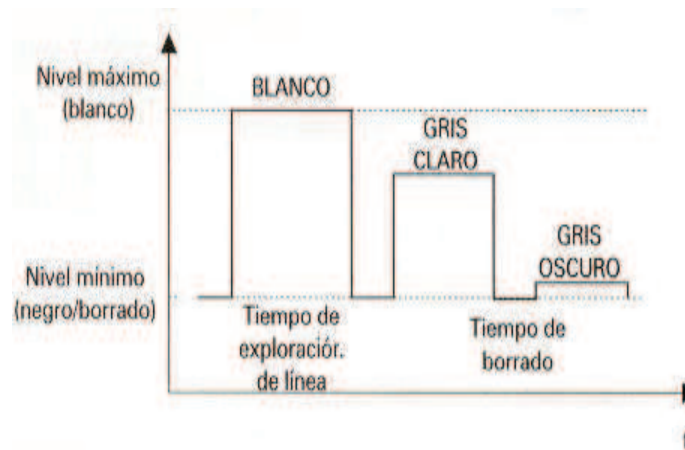 Nivel máximo
(blanco)
BLANCO
GRIS
CLARO
GRIS
OSCURO
Nivel mínimo
(negro/borrado)
Tiempo de
exploraciór.
de línea
Tiempo de
borrado